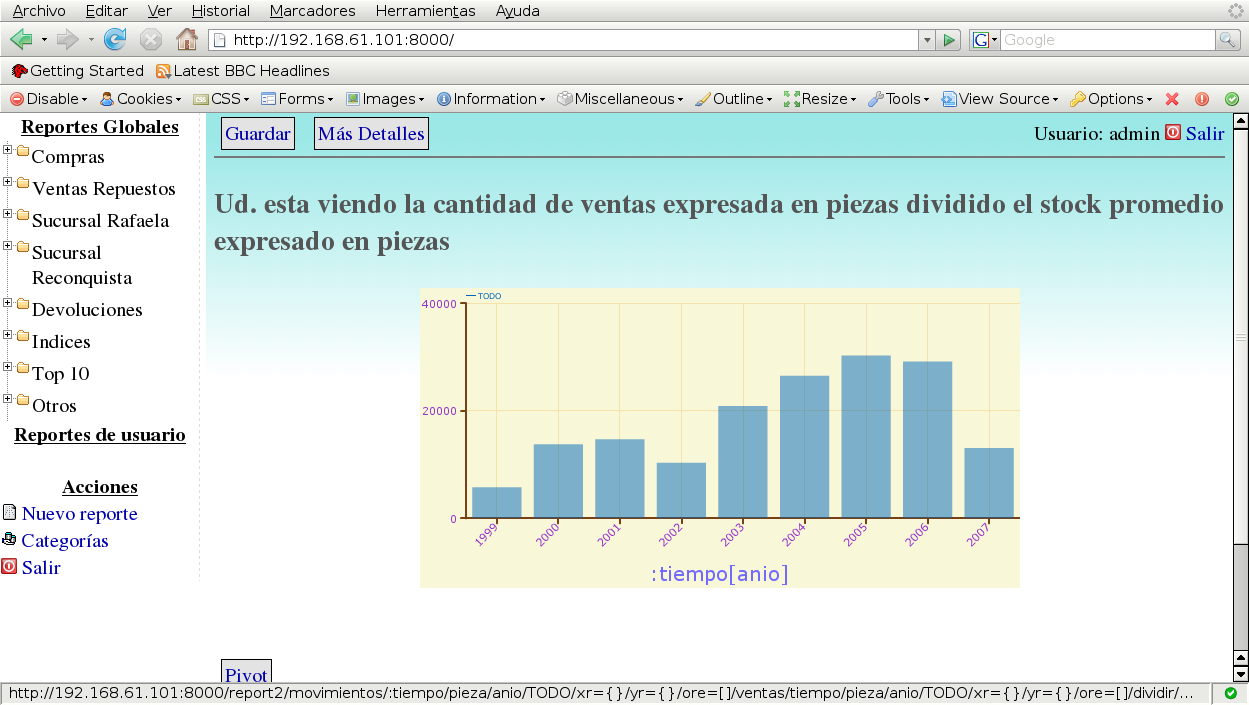 Archivo Editar Ver Historial Marcadores Herramientas Ayuda
http://192.168.61.101:8000/ Google
Getting Started Latest BBC Headlines
Disable Cookies CSS Forms Images Information Miscellaneous Outline Resize Tools View Source Options
Reportes Globales
Compras
Ventas Repuestos
Sucursal Rafaela
Sucursal
Reconquista
Devoluciones
Indices
Top 10
Otros
Reportes de usuario
Acciones
Nuevo reporte
Categorías
Salir
Guardar Más Detalles Usuario: admin Salir
Ud. esta viendo la cantidad de ventas expresada en piezas dividido el stock promedio
expresado en piezas
TODO
40000
20000
0
1999 2000 2001 2002 2003 2004 2005 2006 2007
:tiempo[anio]
Pivot
http://192.168.61.101:8000/report2/movimientos/:tiempo/pieza/anio/TODO/xr={}/yr={}/ore=[]/ventas/tiempo/pieza/anio/TODO/xr={}/yr={}/ore=[]/dividir/...